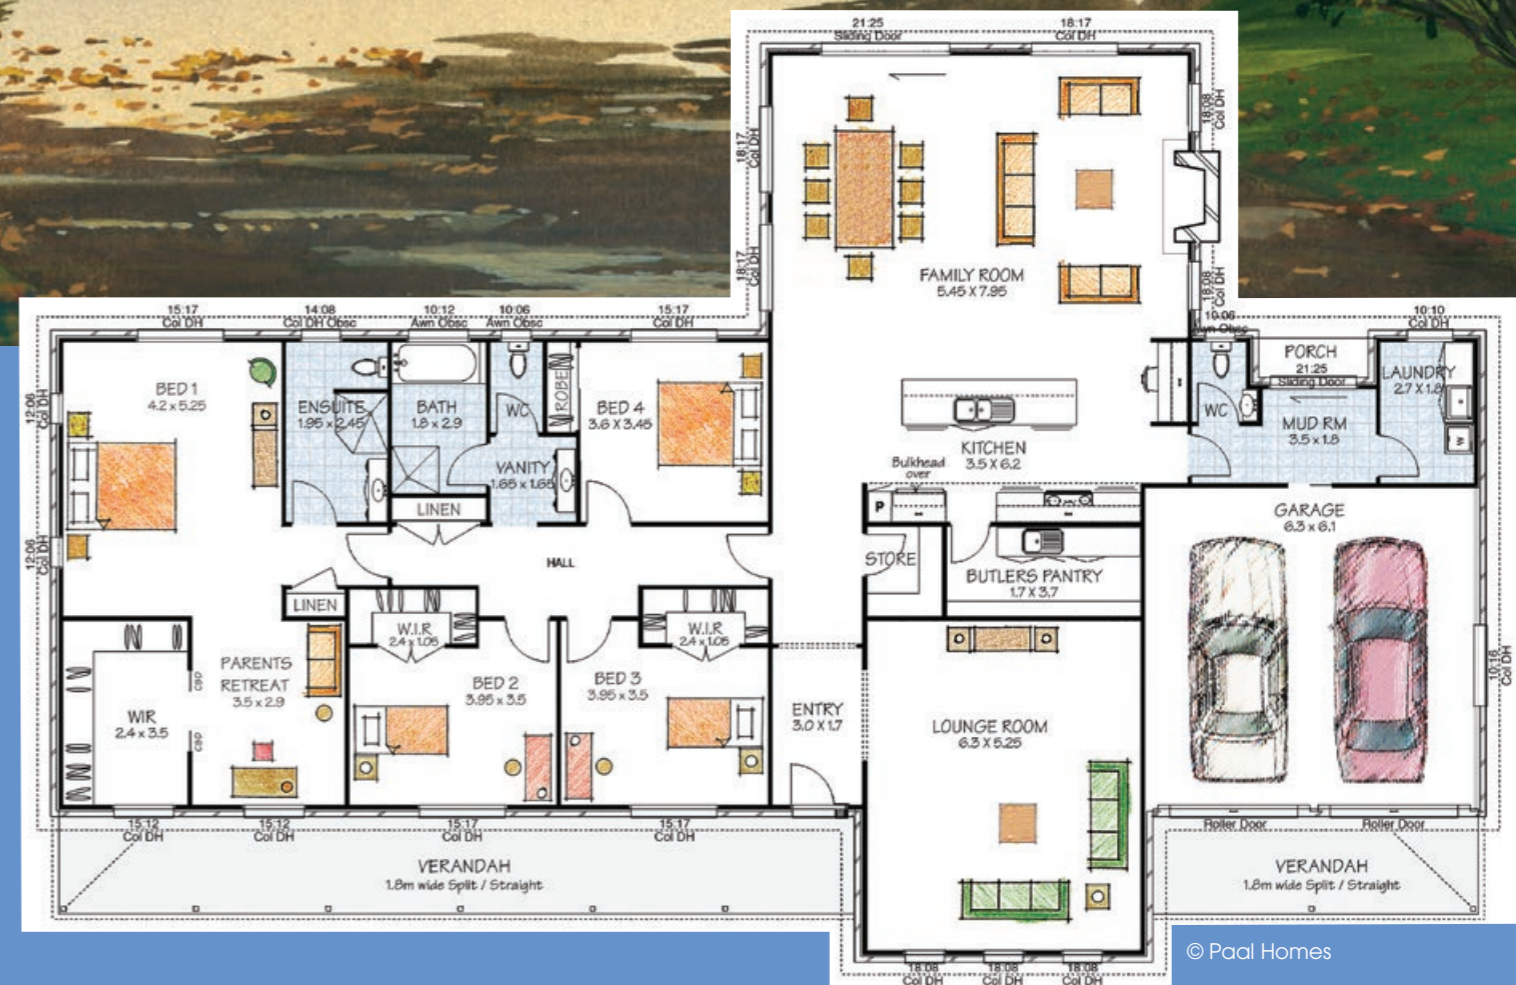 21:25
Sliding Door
18:17
Col DH
18:17
Col DH
18:08
Col DH
18:17
Col DH
FAMILY ROOM
5.45 X 7.95
18:08
Col DH
15:17
Col DH
14:08
Col DH Obsc
10:12
Awn Obsc
10:06
Awn Obsc
15:17
Col DH
10:06
Awn Obsc
10:10
Col DH
PORCH
21:25
Sliding Door
LAUNDRY
2.7 X 1.8
BED 1
4.2 x 5.25
12:06
Col DH
ENSUITE
1.95 x 2.45
BATH
1.8 x 2.9
WC
ROBE
BED 4
3.6 X 3.45
WC
MUD RM
3.5 x 1.8
W
KITCHEN
3.5 X 6.2
Bulkhead
over
VANITY
1.65 x 1.65
LINEN
P
GARAGE
6.3 x 6.1
12:06
Col DH
HALL
STORE
BUTLERS PANTRY
1.7 X 3.7
LINEN
W.I.R
2.4 x 1.05
W.I.R
2.4 x 1.05
PARENTS
RETREAT
3.5 x 2.9
CSD
CSD
WIR
2.4 x 3.5
BED 2
3.95 x 3.5
BED 3
3.95 x 3.5
ENTRY
3.0 X 1.7
LOUNGE ROOM
6.3 X 5.25
10:16
Col DH
15:12
Col DH
15:12
Col DH
15:17
Col DH
15:17
Col DH
Roller Door
Roller Door
VERANDAH
1.8m wide Split / Straight
VERANDAH
1.8m wide Split / Straight
18:08
Col DH
18:08
Col DH
18:08
Col DH
© Paal Homes